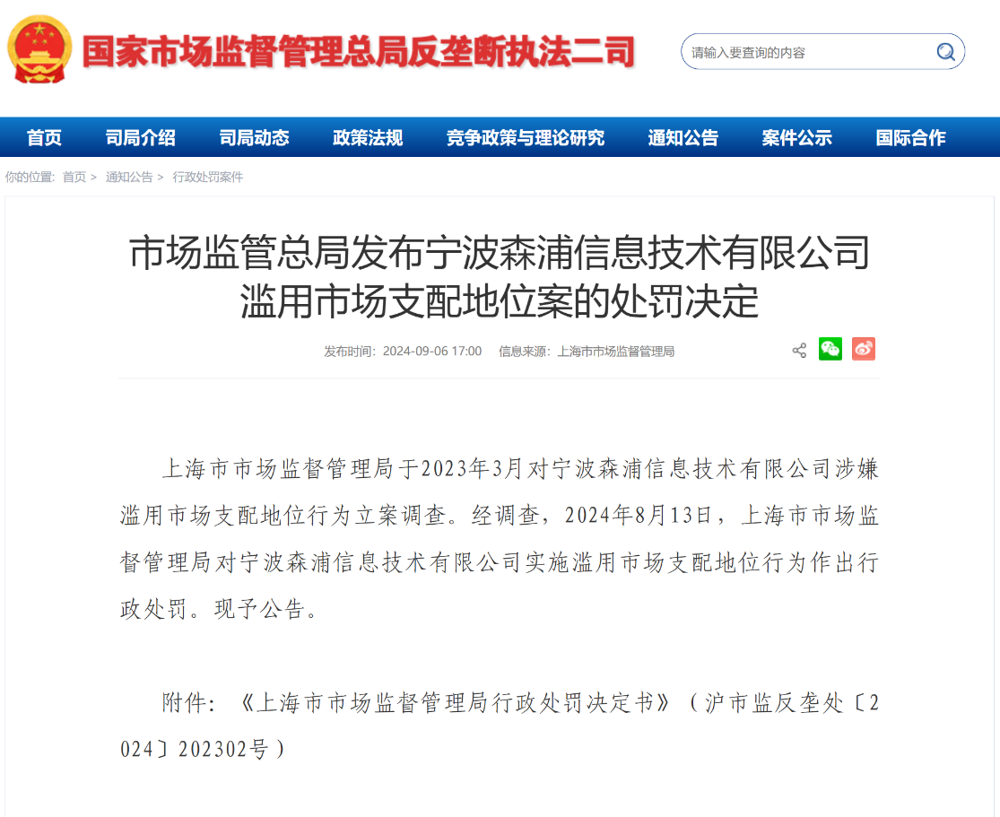 国家市场监督管理总局反垄断执法二司
请输入要查询的内容
首页 司局介绍 司局动态 政策法规 竞争政策与理论研究 通知公告 案件公示 国际合作
你的位置: 首页 > 通知公告 > 行政处罚案件
市场监管总局发布宁波森浦信息技术有限公司
滥用市场支配地位案的处罚决定
发布时间：2024-09-06 17:00 信息来源：上海市市场监督管理局
上海市市场监督管理局于2023年3月对宁波森浦信息技术有限公司涉嫌
滥用市场支配地位行为立案调查。经调查，2024年8月13日，上海市市场监
督管理局对宁波森浦信息技术有限公司实施滥用市场支配地位行为作出行
政处罚。现予公告。
附件：《上海市市场监督管理局行政处罚决定书》（沪市监反垄处〔2
024〕202302号）